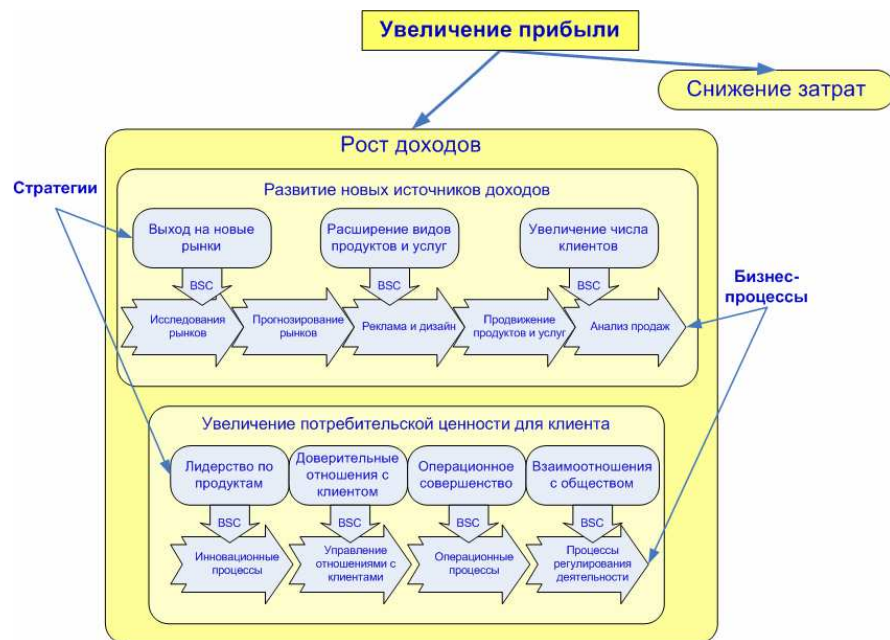 Увеличение прибыли
Снижение затрат
Рост доходов
Стратегии
Развитие новых источников доходов
Выход на новые
рынки
Расширение видов
продуктов и услуг
Увеличение числа
клиентов
BSC
BSC
BSC
Бизнес-
процессы
Исследования
рынков
Прогнозирование
рынков
Реклама и дизайн
Продвижение
продуктов и услуг
Анализ продаж
Увеличение потребительской ценности для клиента
Лидерство по
продуктам
Доверительные
отношения с
клиентом
Операционное
совершенство
Взаимоотношения
с обществом
BSC
BSC
BSC
BSC
Инновационные
процессы
Управление
отношениями с
клиентами
Операционные
процессы
Процессы
регулирования
деятельности